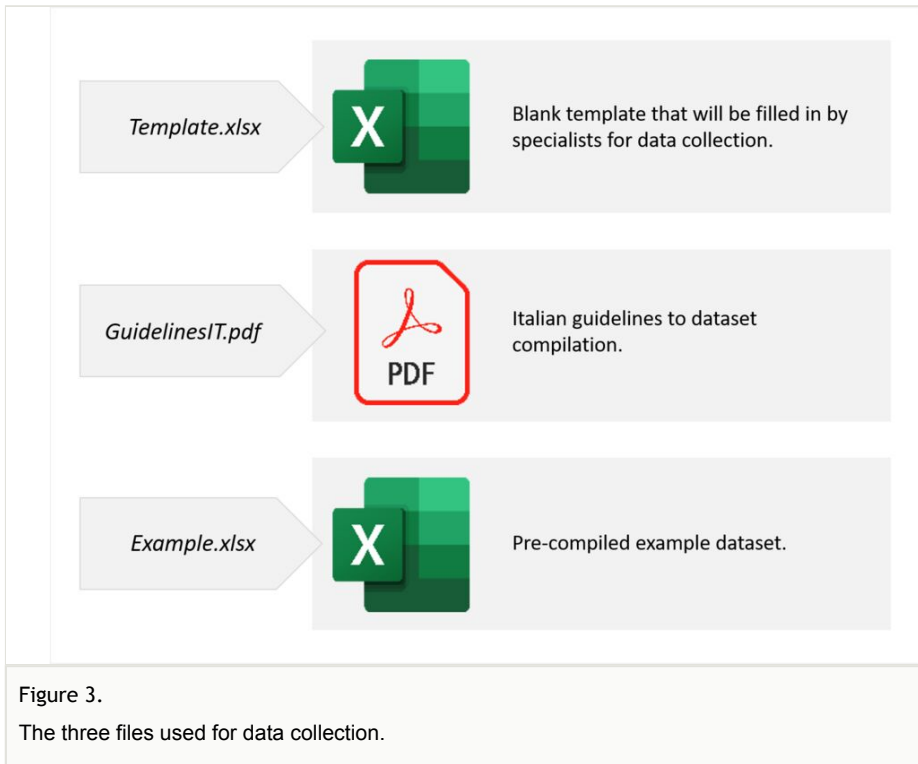 Template.xlsx
X
Blank template that will be filled in by
specialists for data collection.
GuidelinesIT.pdf
PDF
Italian guidelines to dataset
compilation.
Example.xlsx
X
Pre-compiled example dataset.
Figure 3.
The three files used for data collection.